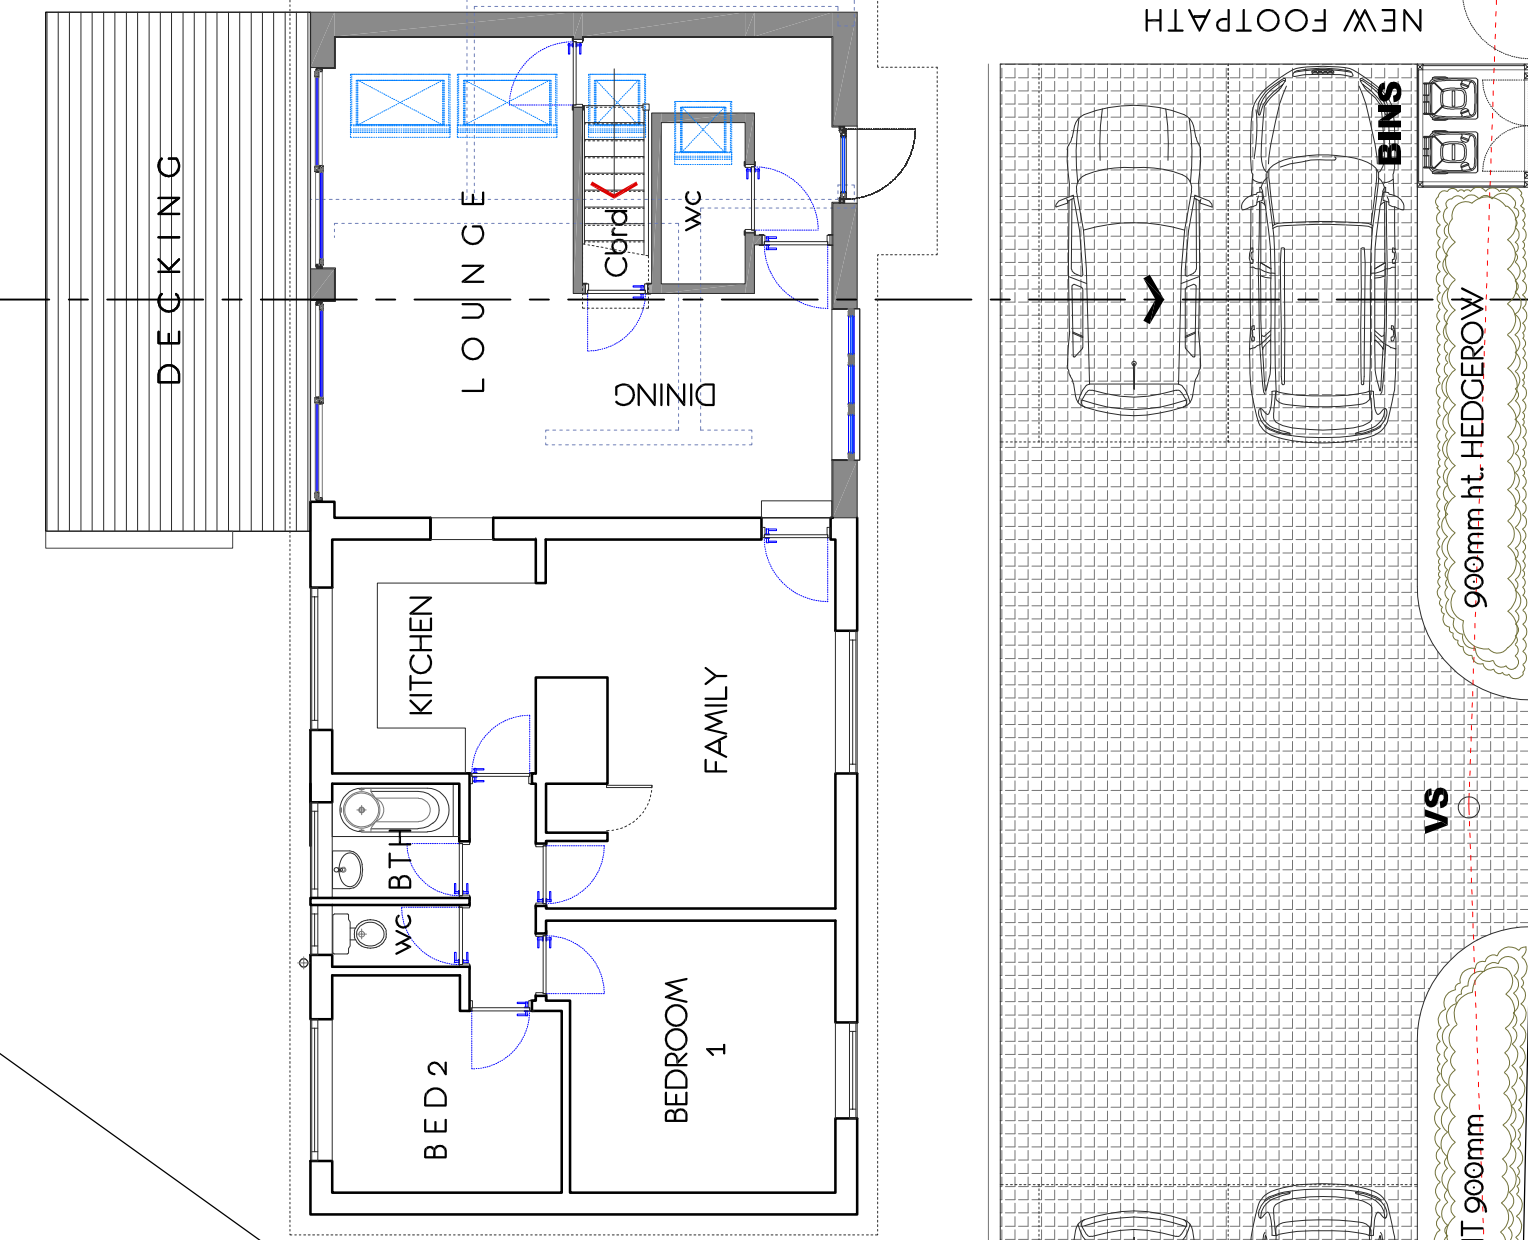 NEW FOOTPATH
BINS
DECKING
LOUNGE
Cbrd
wc
DINING
900mm ht. HEDGEROW
KITCHEN
FAMILY
BTH
wc
VS
BED 2
BEDROOM
1
900mm